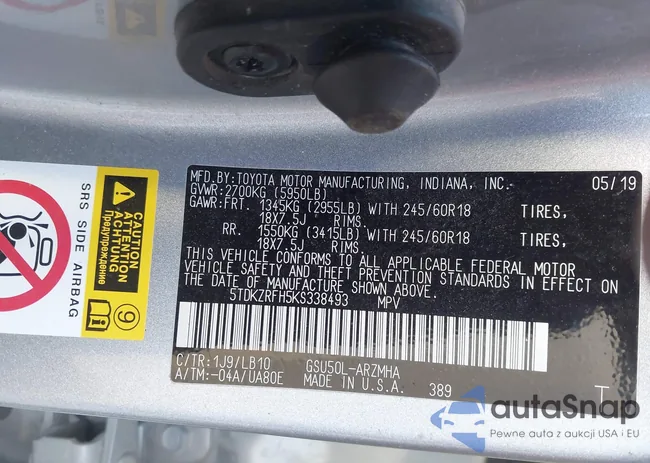 MFD.BY:TOYOTA MOTOR MANUFACTURING, INDIANA, INC. 05/19
GVWR:2700KG (5950LB)
GAWR:FRT. 1345KG (2955LB) WITH 245/60R18 TIRES,
18X7.5J RIMS.
RR. 1550KG (3415LB) WITH 245/60R18 TIRES,
18X7.5J RIMS.
THIS VEHICLE CONFORMS TO ALL APPLICABLE FEDERAL MOTOR
VEHICLE SAFETY AND THEFT PREVENTION STANDARDS IN EFFECT ON
THE DATE OF MANUFACTURE SHOWN ABOVE.
5TDKZRFH5KS338493 MPV
C/TR:1J9/LB10 GSU50L-ARZMHA
A/TM:-04A/UA80E MADE IN U.S.A. 389 T
SRS SIDE AIRBAG
CAUTION
ATTENTION
ACHTUNG
Предупреждение
i
9
autoSnap
Pewne auta z aukcji USA i EU